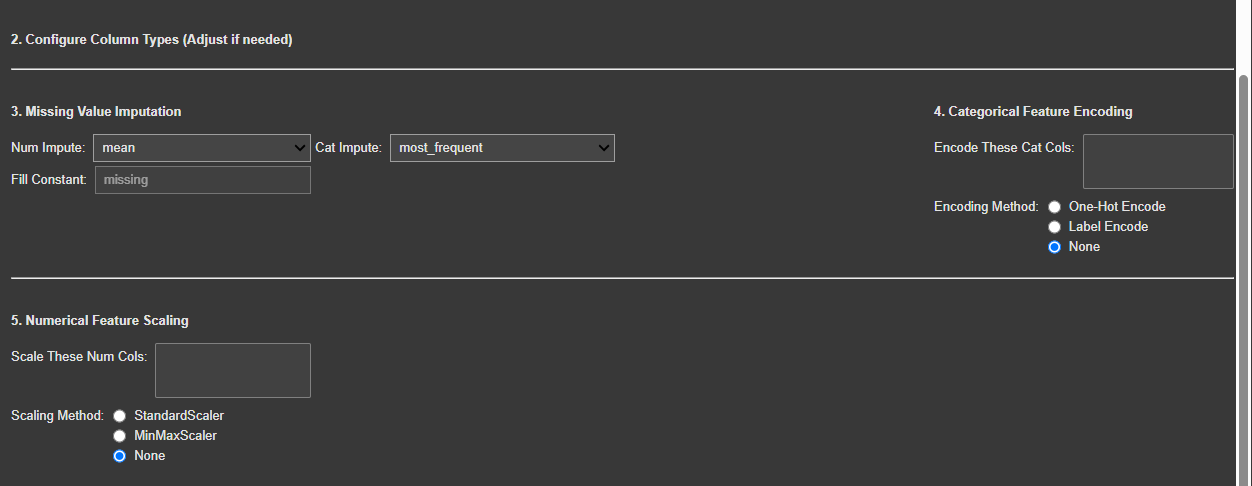 2. Configure Column Types (Adjust if needed)
3. Missing Value Imputation
Num Impute: mean Cat Impute: most_frequent
Fill Constant: missing
4. Categorical Feature Encoding
Encode These Cat Cols:
Encoding Method: One-Hot Encode
Label Encode
None
5. Numerical Feature Scaling
Scale These Num Cols:
Scaling Method: StandardScaler
MinMaxScaler
None